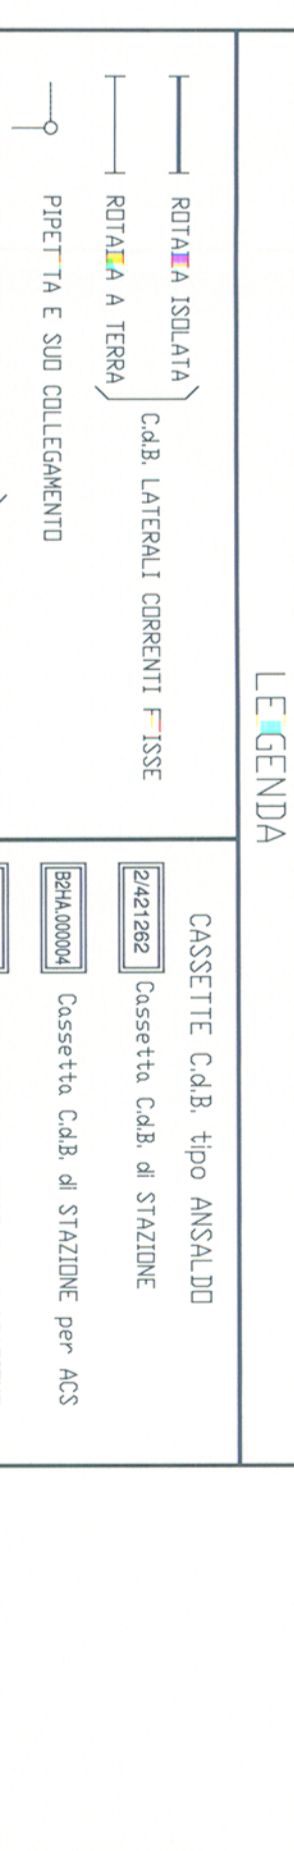 LEGENDA
ROTAIA ISOLATA
ROTAIA A TERRA
C.d.B. LATERALI CORRENTI FISSE
PIPETTA E SUO COLLEGAMENTO
CASSETTE C.d.B. tipo ANSALDO
2/421262 Cassetta C.d.B. di STAZIONE
B2HA.000004 Cassetta C.d.B. di STAZIONE per ACS